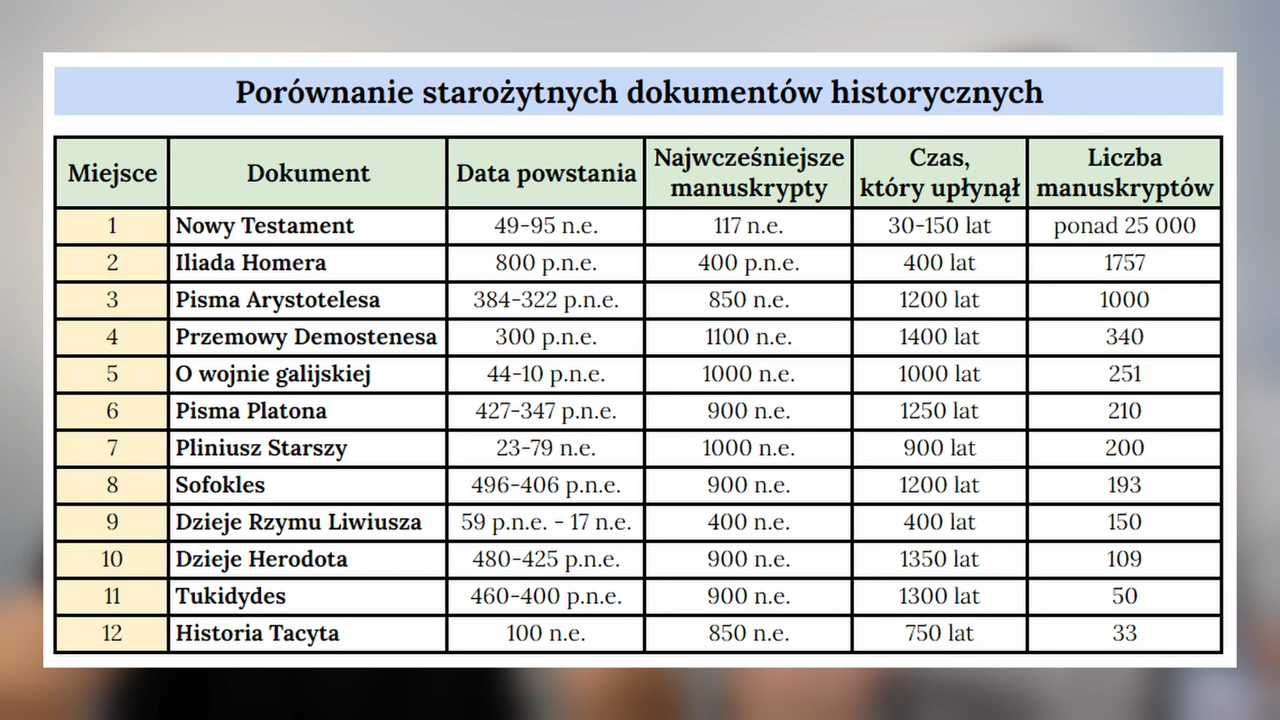 Porównanie starożytnych dokumentów historycznych
Miejsce Dokument Data powstania Najwcześniejsze manuskrypty Czas, który upłynął Liczba manuskryptów
1 Nowy Testament 49-95 n.e. 117 n.e. 30-150 lat ponad 25 000
2 Iliada Homera 800 p.n.e. 400 p.n.e. 400 lat 1757
3 Pisma Arystotelesa 384-322 p.n.e. 850 n.e. 1200 lat 1000
4 Przemowy Demostenesa 300 p.n.e. 1100 n.e. 1400 lat 340
5 O wojnie galijskiej 44-10 p.n.e. 1000 n.e. 1000 lat 251
6 Pisma Platona 427-347 p.n.e. 900 n.e. 1250 lat 210
7 Pliniusz Starszy 23-79 n.e. 1000 n.e. 900 lat 200
8 Sofokles 496-406 p.n.e. 900 n.e. 1200 lat 193
9 Dzieje Rzymu Liwiusza 59 p.n.e. - 17 n.e. 400 n.e. 400 lat 150
10 Dzieje Herodota 480-425 p.n.e. 900 n.e. 1350 lat 109
11 Tukidydes 460-400 p.n.e. 900 n.e. 1300 lat 50
12 Historia Tacyta 100 n.e. 850 n.e. 750 lat 33